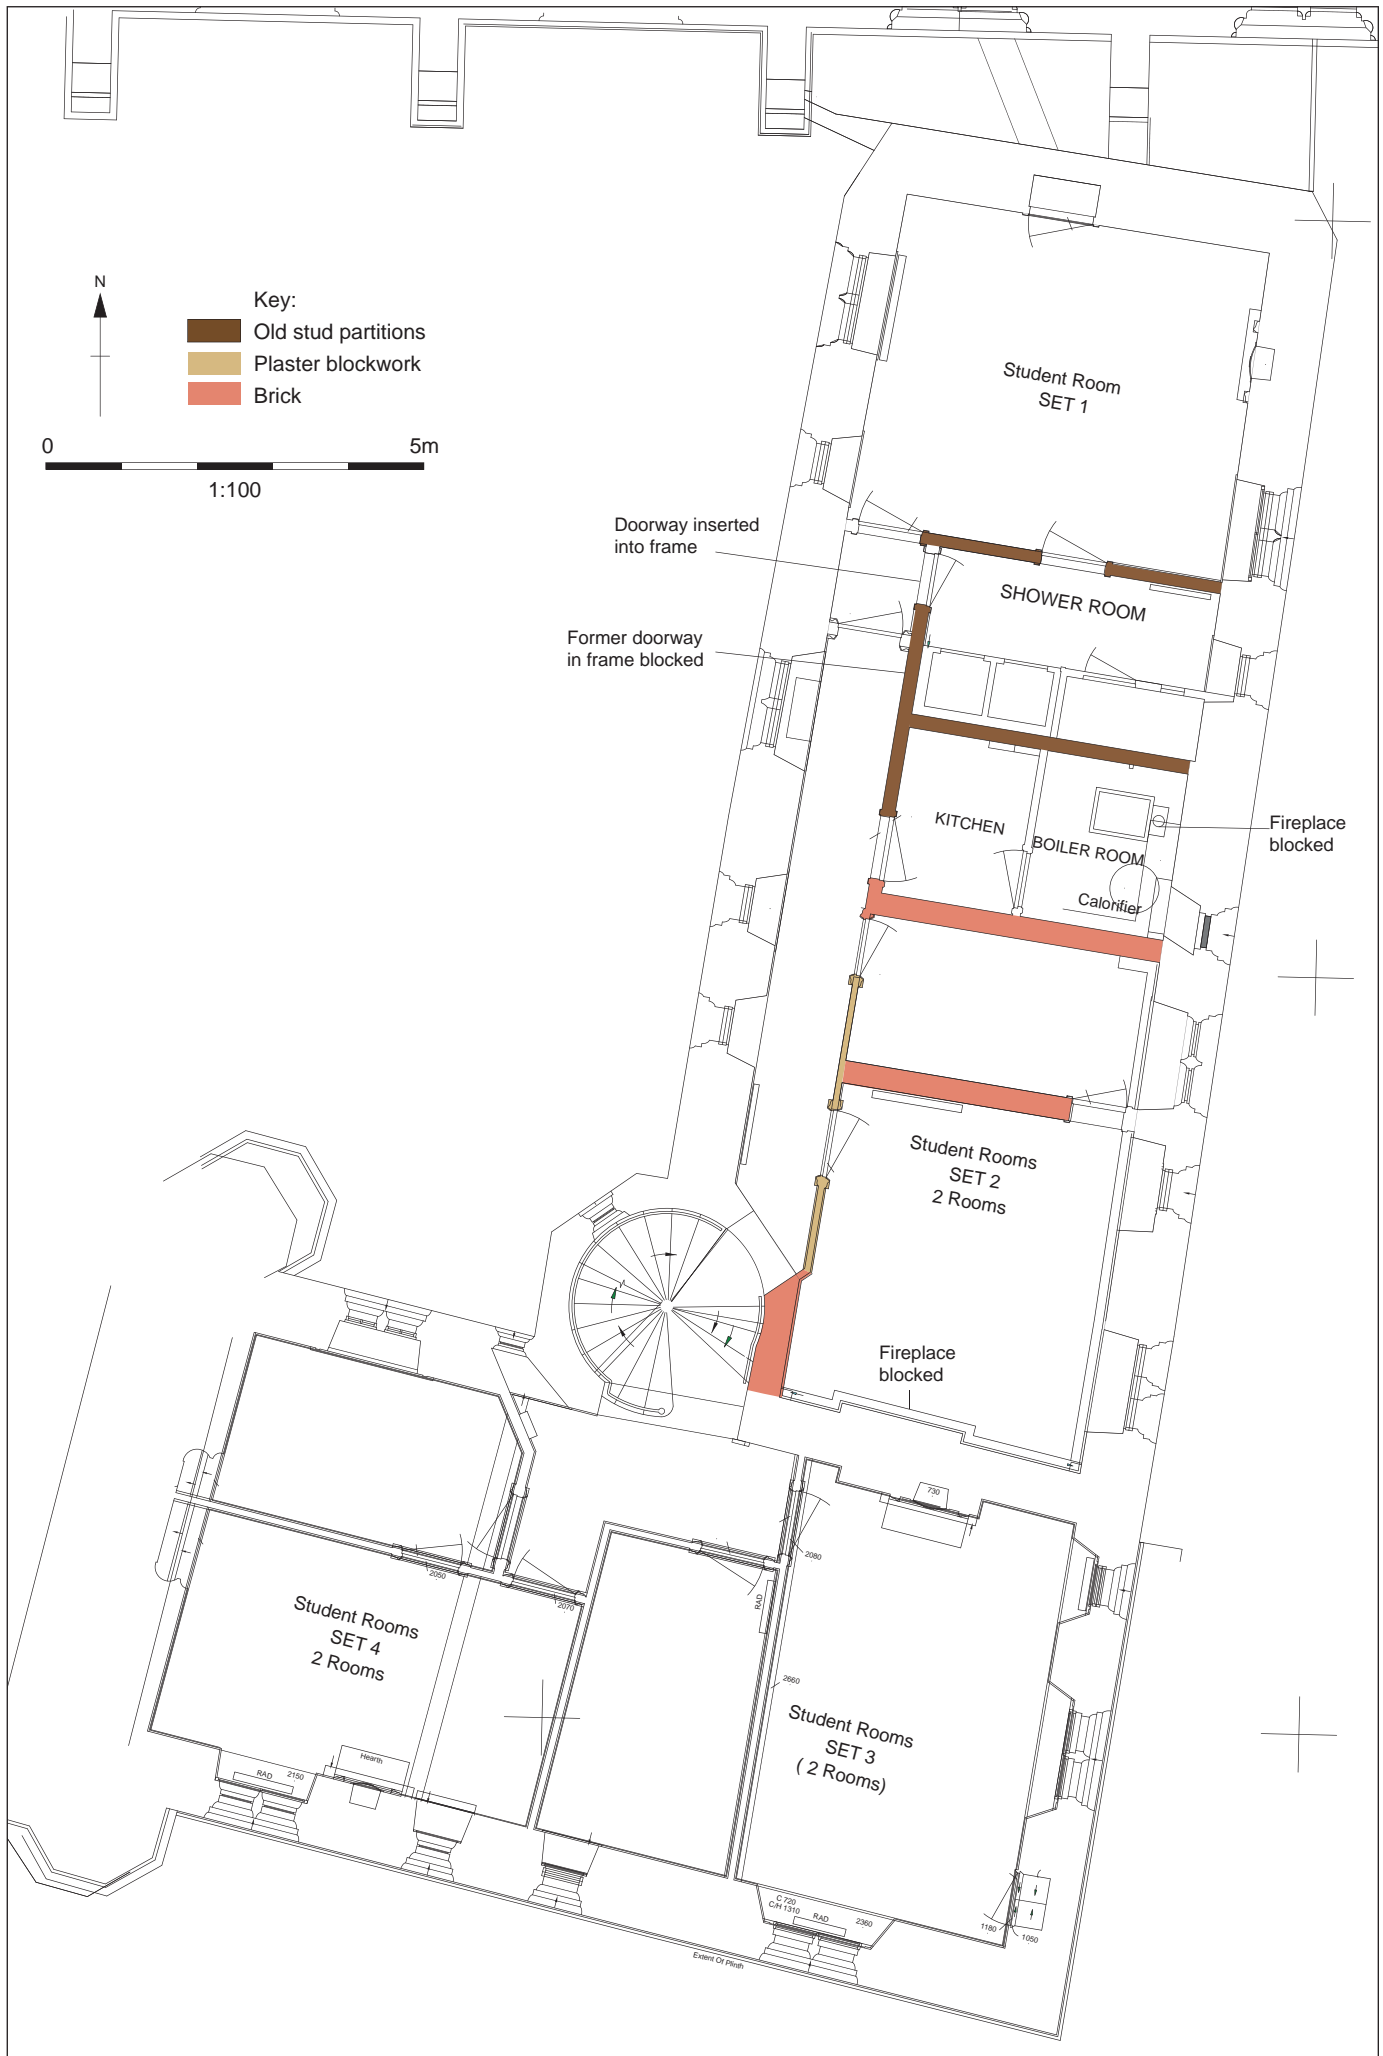 N
Key:
Old stud partitions
Plaster blockwork
Brick
0 5m
1:100
Student Room
SET 1
Doorway inserted
into frame
SHOWER ROOM
Former doorway
in frame blocked
KITCHEN
BOILER ROOM
Fireplace
blocked
Calorifier
Student Rooms
SET 2
2 Rooms
Fireplace
blocked
730
2080
2050
2070
RAD
Student Rooms
SET 4
2 Rooms
2660
Student Rooms
SET 3
( 2 Rooms)
Hearth
RAD
2150
C 720
C/H 1310
RAD
2360
1180
1050
Extent Of Plinth